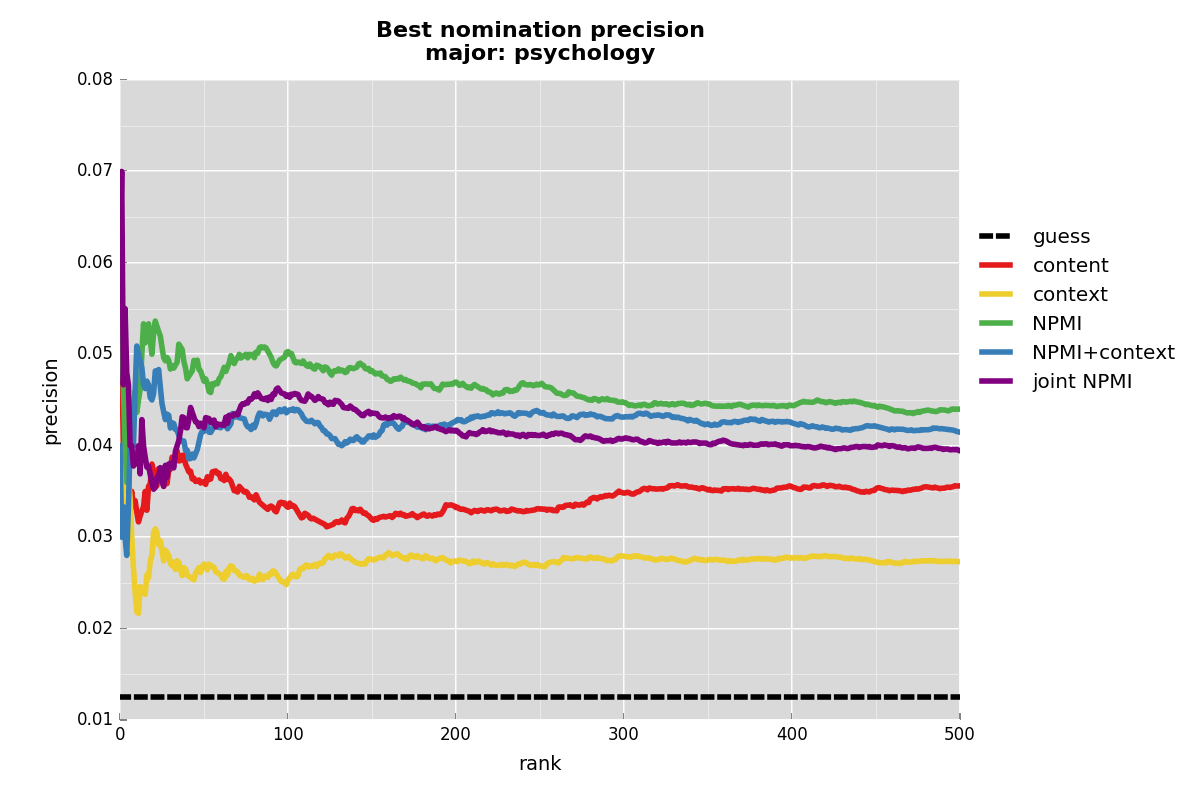 Best nomination precision
major: psychology
0.08
0.07
0.06
0.05
0.04
0.03
0.02
0.01
precision
0
100
200
300
400
500
rank
guess
content
context
NPMI
NPMI+context
joint NPMI